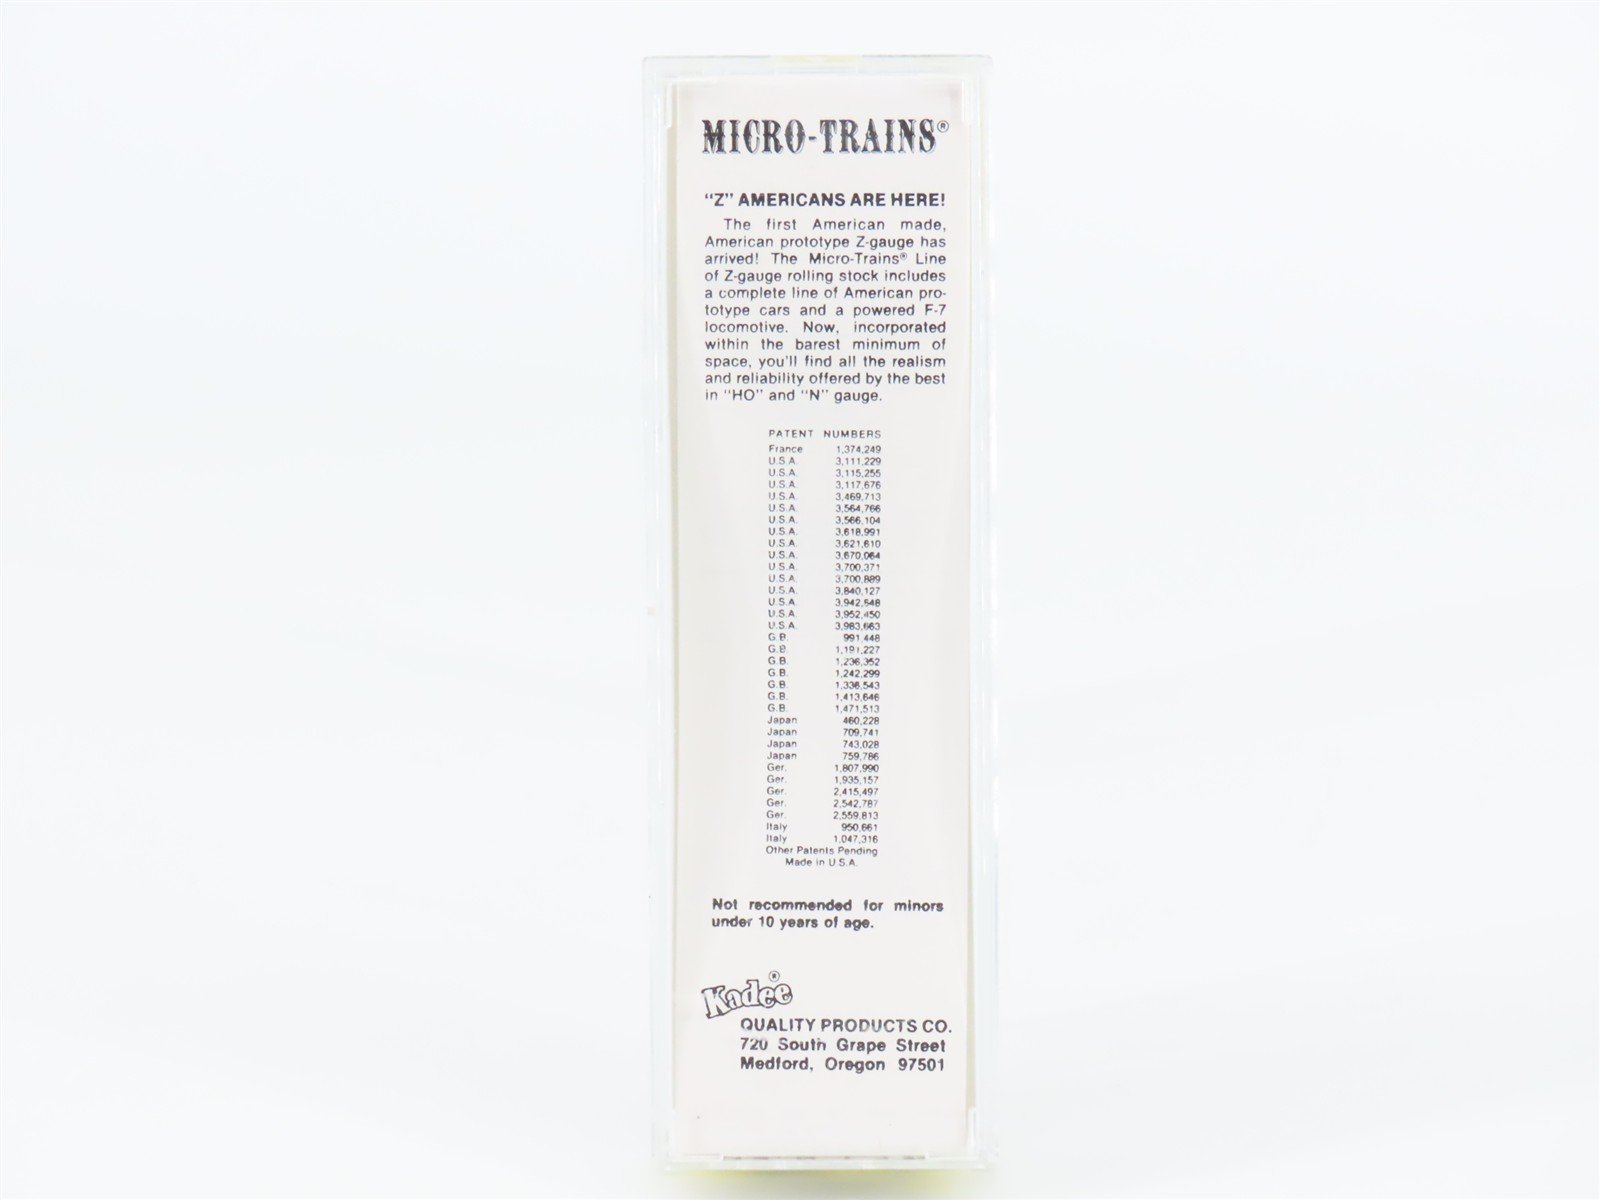 MICRO-TRAINS®
“Z” AMERICANS ARE HERE!
The first American made,
American prototype Z-gauge has
arrived! The Micro-Trains® Line
of Z-gauge rolling stock includes
a complete line of American pro-
totype cars and a powered F-7
locomotive. Now, incorporated
within the barest minimum of
space, you'll find all the realism
and reliability offered by the best
in “HO” and “N” gauge.
PATENT NUMBERS
France 1,374,249
U.S.A. 3,111,229
U.S.A. 3,115,255
U.S.A. 3,117,676
U.S.A. 3,469,713
U.S.A. 3,564,766
U.S.A. 3,566,104
U.S.A. 3,618,991
U.S.A. 3,621,610
U.S.A. 3,670,064
U.S.A. 3,700,371
U.S.A. 3,700,889
U.S.A. 3,840,127
U.S.A. 3,942,548
U.S.A. 3,952,450
U.S.A. 3,983,663
G.B. 991,448
G.B. 1,191,227
G.B. 1,236,352
G.B. 1,242,299
G.B. 1,336,543
G.B. 1,413,646
G.B. 1,471,513
Japan 460,228
Japan 709,741
Japan 743,028
Japan 759,786
Ger. 1,807,990
Ger. 1,935,157
Ger. 2,415,497
Ger. 2,542,787
Ger. 2,559,813
Italy 950,661
Italy 1,047,316
Other Patents Pending
Made in U.S.A.
Not recommended for minors
under 10 years of age.
Kadee®
QUALITY PRODUCTS CO.
720 South Grape Street
Medford, Oregon 97501